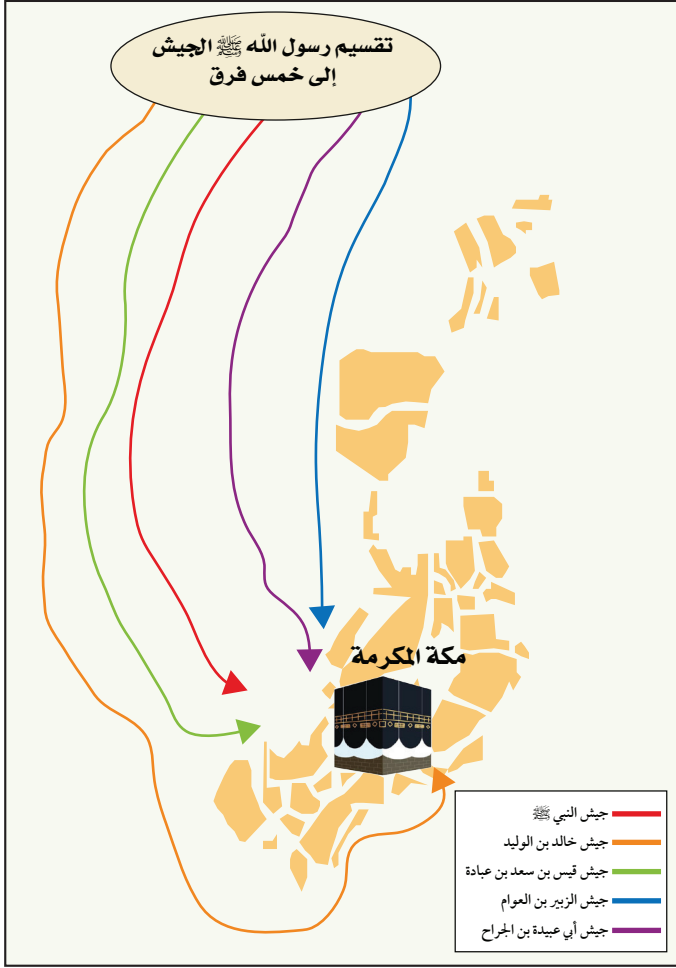 تقسيم رسول الله ﷺ الجيش
إلى خمس فرق
مكة المكرمة
جيش النبي ﷺ
جيش خالد بن الوليد
جيش قيس بن سعد بن عبادة
جيش الزبير بن العوام
جيش أبي عبيدة بن الجراح